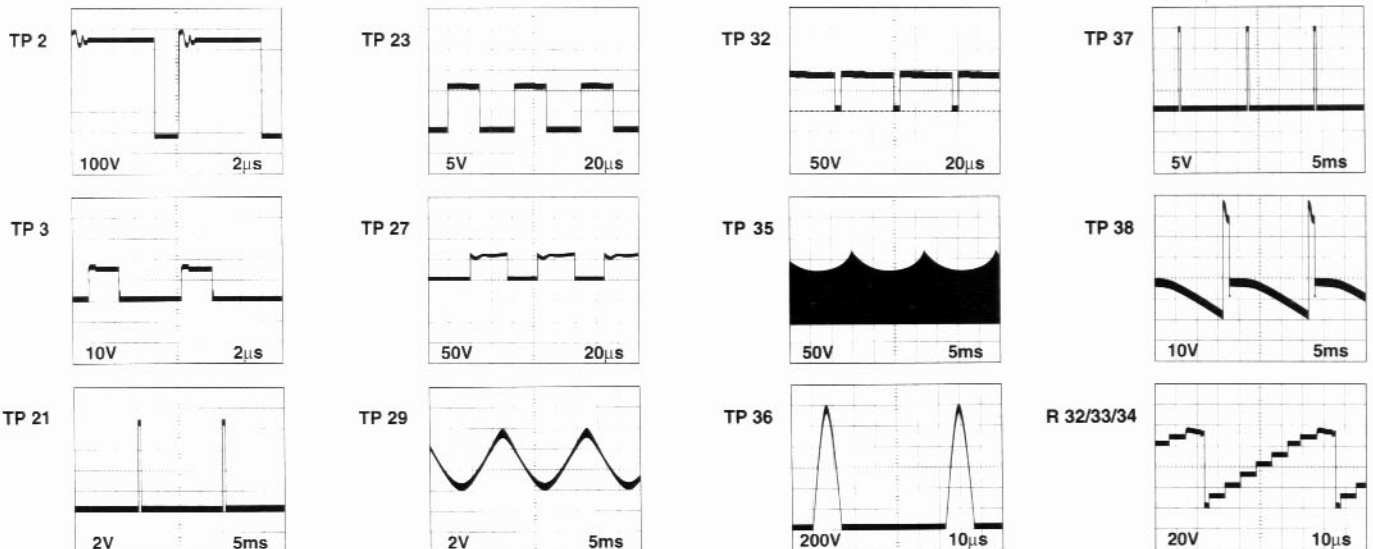 TP 2
100V 2µs
TP 23
5V 20µs
TP 32
50V 20µs
TP 37
5V 5ms
TP 3
10V 2µs
TP 27
50V 20µs
TP 35
50V 5ms
TP 38
10V 5ms
TP 21
2V 5ms
TP 29
2V 5ms
TP 36
200V 10µs
R 32/33/34
20V 10µs